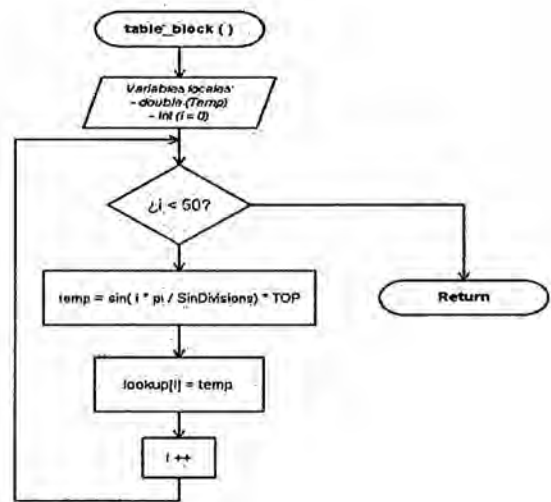 table_block ( )
Variables locales:
- double (Temp)
- Int (i = 0)
¿i < 50?
temp = sin( i * pi / SinDivisions) * TOP
Return
lookup[i] = temp
i ++